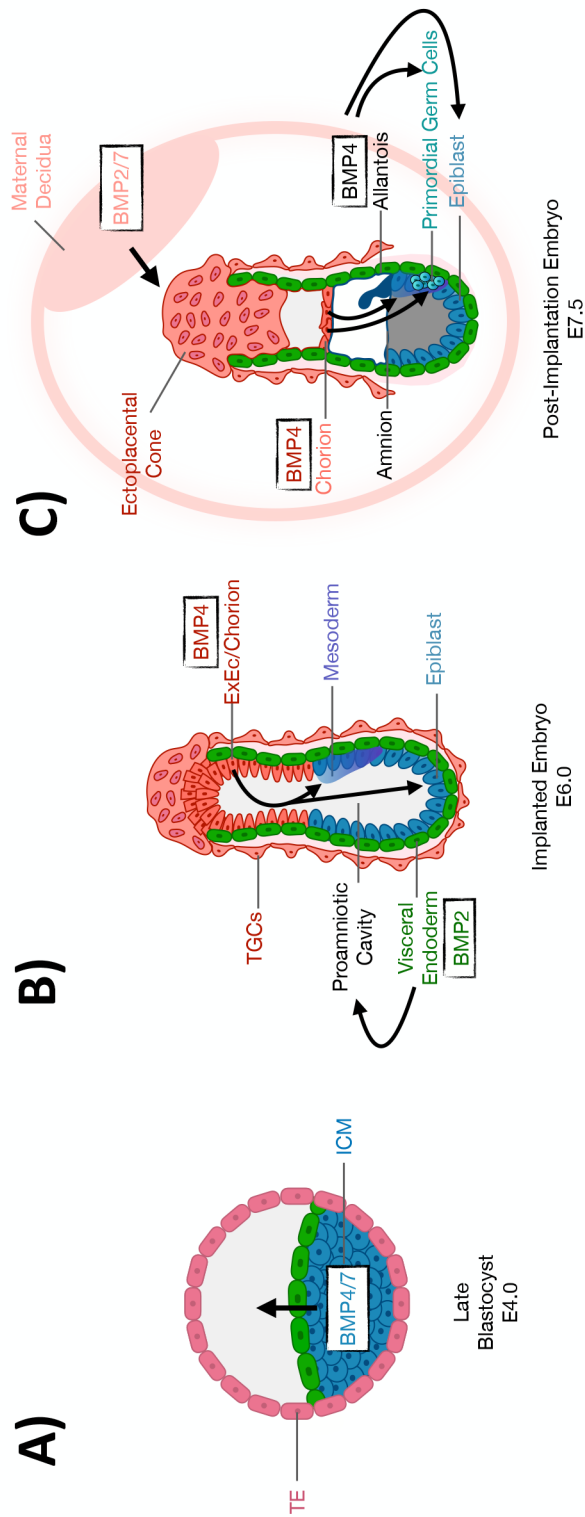 A)
TE
BMP4/7
ICM
Late
Blastocyst
E4.0
B)
TGCs
BMP4
ExEc/Chorion
Proamniotic
Cavity
Mesoderm
Visceral
Endoderm
BMP2
Epiblast
Implanted Embryo
E6.0
C)
Maternal
Decidua
BMP2/7
Ectoplacental
Cone
BMP4
Chorion
BMP4
Allantois
Amnion
Primordial Germ Cells
Epiblast
Post-Implantation Embryo
E7.5